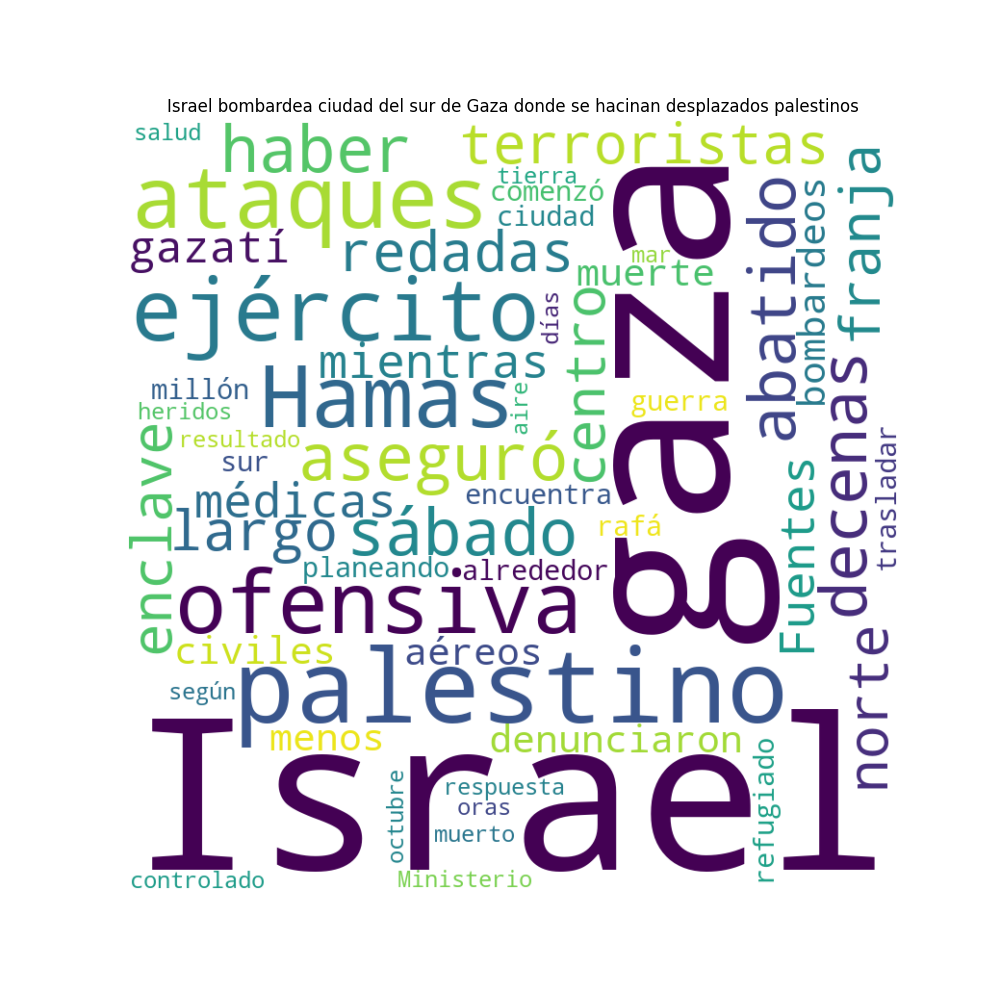 Israel bombardea ciudad del sur de Gaza donde se hacinan desplazados palestinos
salud
haber
terroristas
ataques
tierra
comenzó
ciudad
gazatí
redadas
mar
muerte
gaza
abatido
bombardeos
franja
ejército
días
centro
mientras
millón
Hamas
aire
guerra
heridos
resultado
enclave
sur
aseguró
decenas
trasladar
médicas
encuentra
largo
sábado
rafá
Fuentes
planeando
alrededor
ofensiva
civiles
aéreos
norte
según
palestino
menos
denunciaron
Israel
octubre
respuesta
oras
muerto
refugiado
controlado
Ministerio